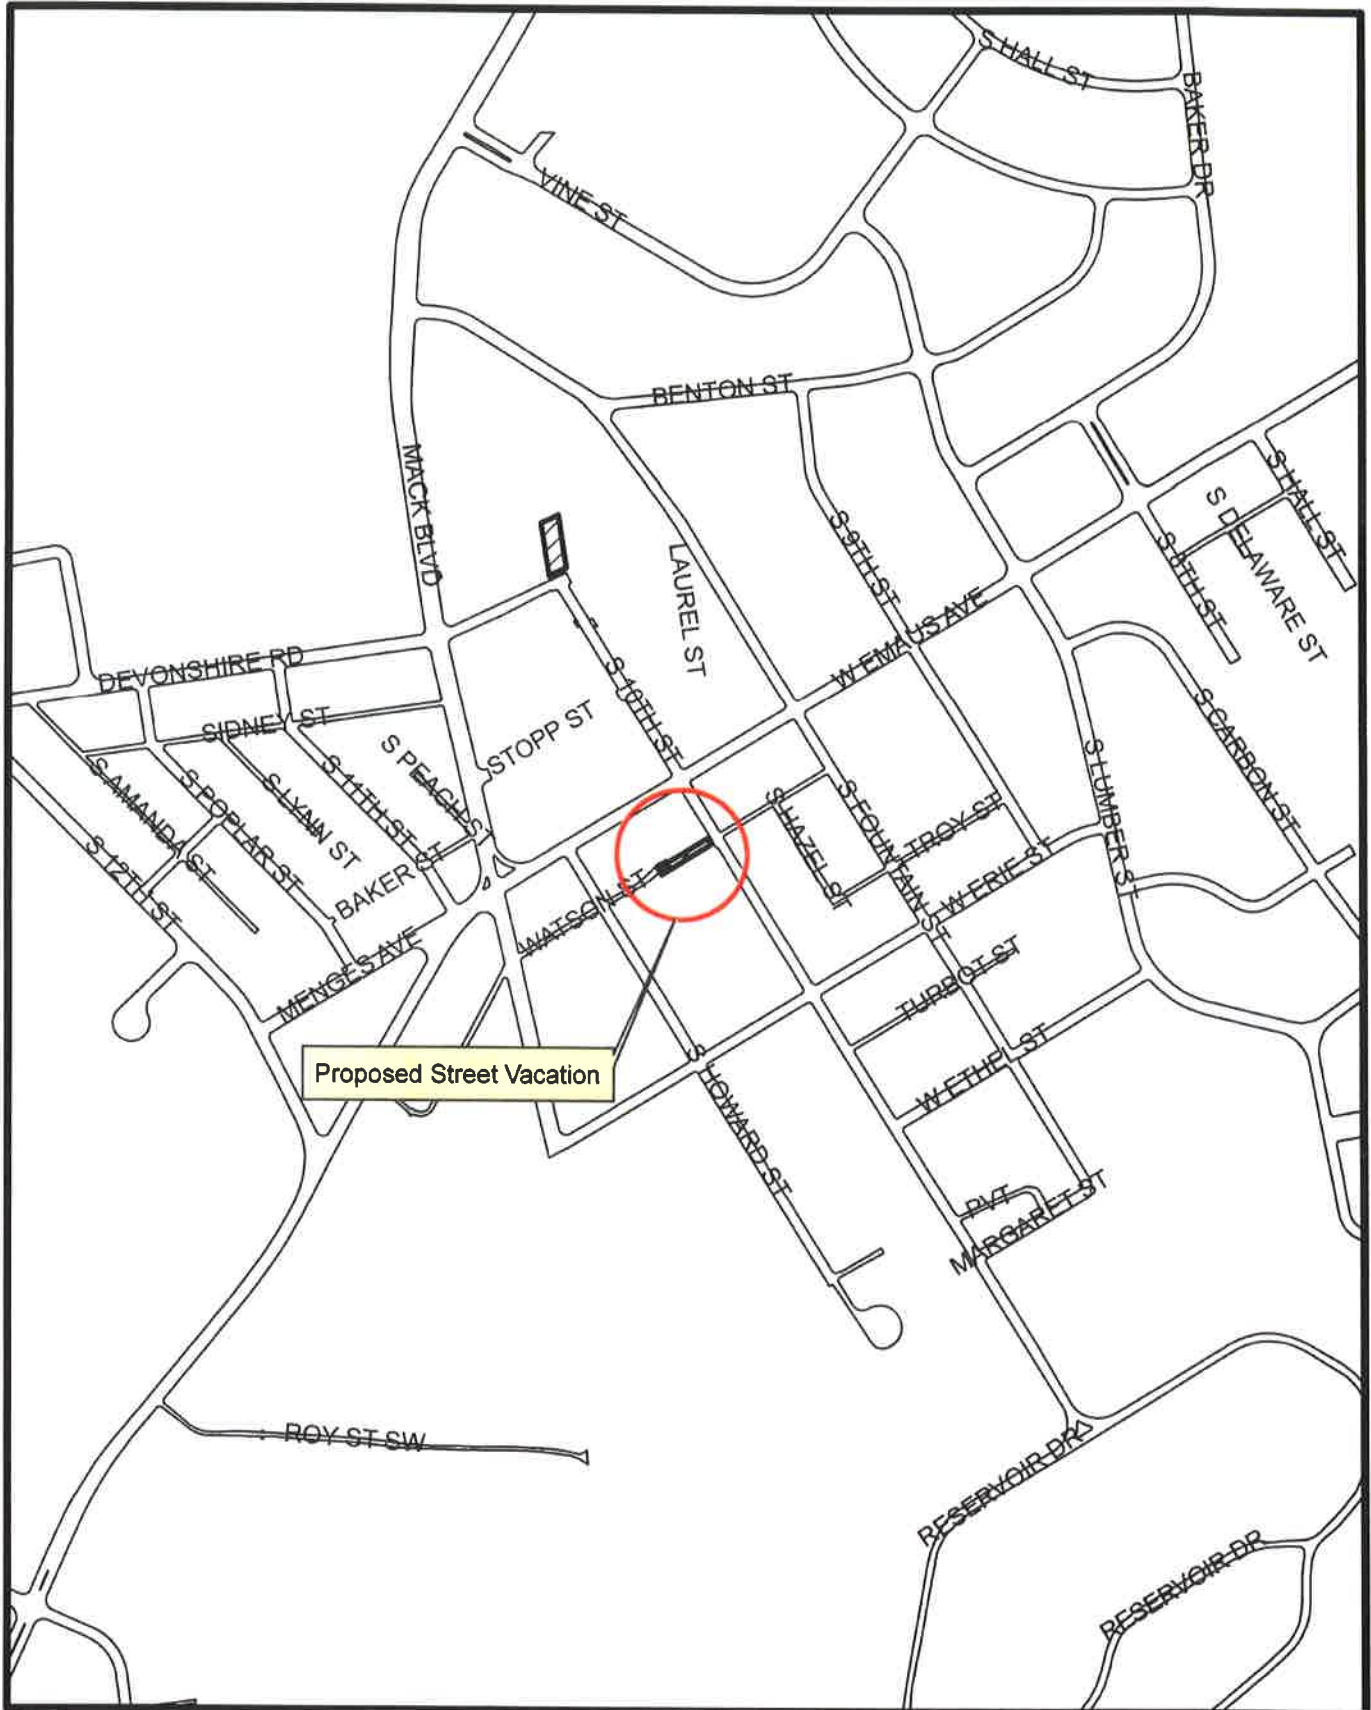 S HALL ST
BAKER DR
VINE ST
BENTON ST
MACK BLVD
LAUREL ST
S 9TH ST
S HALL ST
S DELAWARE ST
S 8TH ST
W EMAUS AVE
DEVONSHIRE RD
SIDNEY ST
S 10TH ST
STOPP ST
S PEACH S
S CARBON ST
S LUMBER ST
S AMANDA ST
S POPLAR ST
S LYNN ST
S 11TH ST
S 12TH ST
BAKER ST
S HAZEL ST
S FOUNTAIN ST
TROY ST
W ERIE ST
WATSON ST
MENGES AVE
TURBOT ST
W ETHEL ST
Proposed Street Vacation
S HOWARD ST
PVT
MARGARET ST
ROY ST SW
RESERVOIR DR
RESERVOIR DR